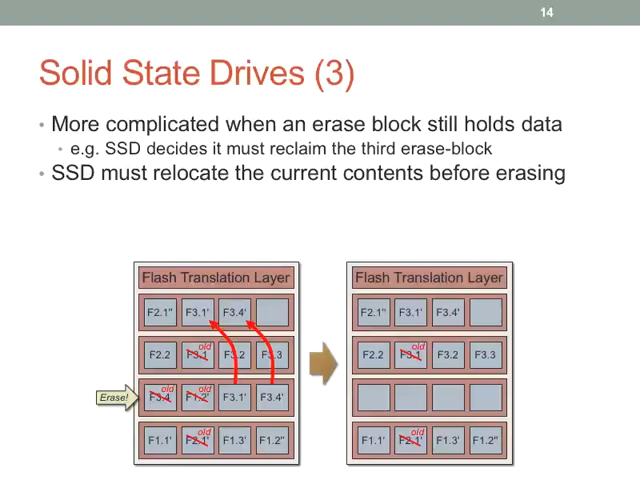 14
Solid State Drives (3)
• More complicated when an erase block still holds data
• e.g. SSD decides it must reclaim the third erase-block
• SSD must relocate the current contents before erasing
Flash Translation Layer
F2.1" F3.1' F3.4'
F2.2 F3.1 old F3.2 F3.3
Erase! F3.4 old F1.2' old F3.1' F3.4'
F1.1' F2.1' old F1.3' F1.2"
Flash Translation Layer
F2.1" F3.1' F3.4'
F2.2 F3.1 old F3.2 F3.3
F1.1' F2.1' old F1.3' F1.2"